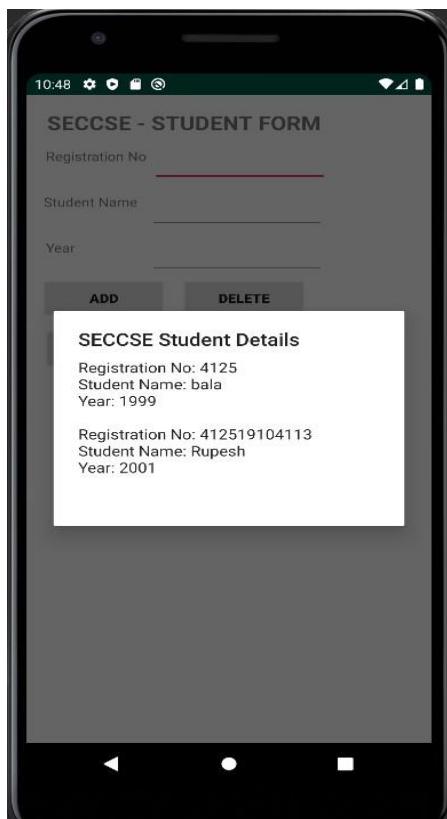 10:48
SECCSE - STUDENT FORM
Registration No
Student Name
Year
ADD DELETE
SECCSE Student Details
Registration No: 4125
Student Name: bala
Year: 1999
Registration No: 412519104113
Student Name: Rupesh
Year: 2001